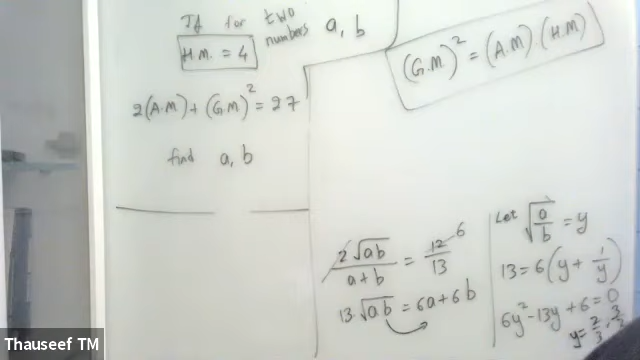 If for two numbers a, b
H.M. = 4
2(A.M) + (G.M)² = 27
find a, b
(G.M)² = (A.M) · (H.M)
2√ab / a+b = 12 / 13 6
13 √ab = 6a + 6b
Let √a/b = y
13 = 6 (y + 1/y)
6y² - 13y + 6 = 0
y = 2/3, 3/2
Thauseef TM